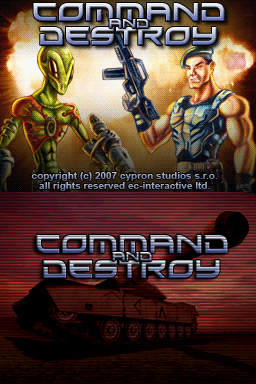 COMMAND
AND
DESTROY
copyright (c) 2007 cypron studios s.r.o.
all rights reserved ec-interactive ltd.
COMMAND
AND
DESTROY